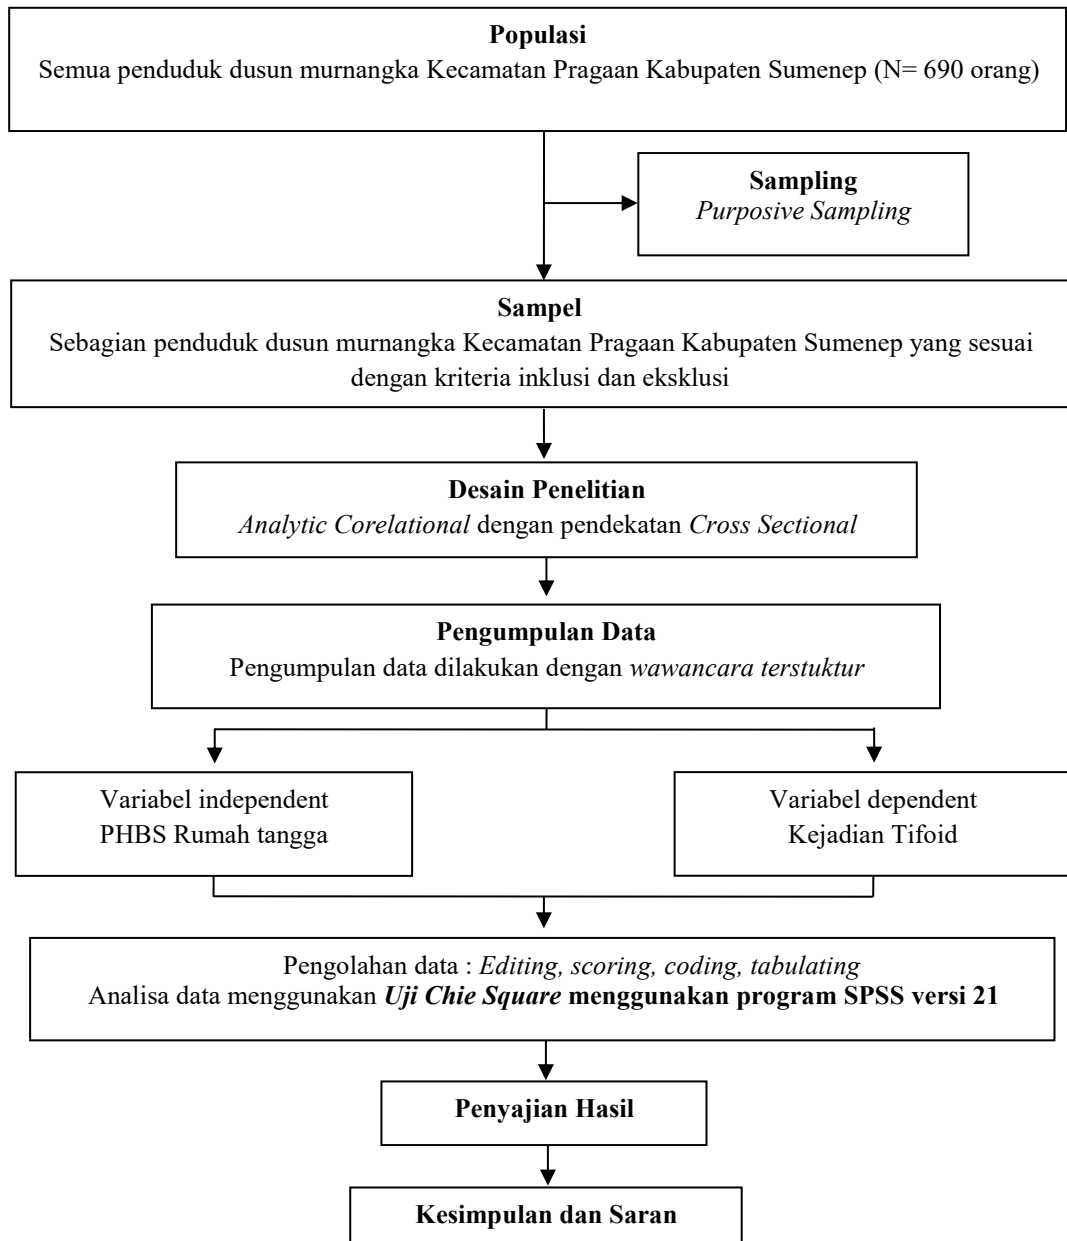 Populasi
Semua penduduk dusun murnangka Kecamatan Pragaan Kabupaten Sumenep (N= 690 orang)
Sampling
Purposive Sampling
Sampel
Sebagian penduduk dusun murnangka Kecamatan Pragaan Kabupaten Sumenep yang sesuai
dengan kriteria inklusi dan eksklusi
Desain Penelitian
Analytic Corelational dengan pendekatan Cross Sectional
Pengumpulan Data
Pengumpulan data dilakukan dengan wawancara terstuktur
Variabel independent
PHBS Rumah tangga
Variabel dependent
Kejadian Tifoid
Pengolahan data : Editing, scoring, coding, tabulating
Analisa data menggunakan Uji Chie Square menggunakan program SPSS versi 21
Penyajian Hasil
Kesimpulan dan Saran